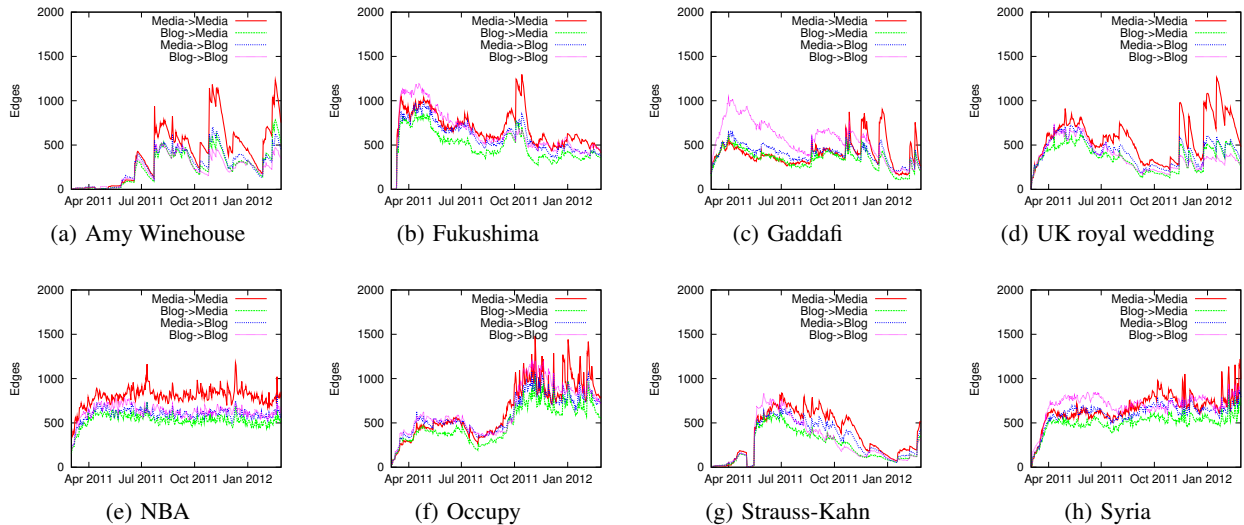 2000
Media->Media
Blog->Media
Media->Blog
Blog->Blog
1500
1000
500
0
Edges
Apr 2011 Jul 2011 Oct 2011 Jan 2012
(a) Amy Winehouse
2000
Media->Media
Blog->Media
Media->Blog
Blog->Blog
1500
1000
500
0
Edges
Apr 2011 Jul 2011 Oct 2011 Jan 2012
(b) Fukushima
2000
Media->Media
Blog->Media
Media->Blog
Blog->Blog
1500
1000
500
0
Edges
Apr 2011 Jul 2011 Oct 2011 Jan 2012
(c) Gaddafi
2000
Media->Media
Blog->Media
Media->Blog
Blog->Blog
1500
1000
500
0
Edges
Apr 2011 Jul 2011 Oct 2011 Jan 2012
(d) UK royal wedding
2000
Media->Media
Blog->Media
Media->Blog
Blog->Blog
1500
1000
500
0
Edges
Apr 2011 Jul 2011 Oct 2011 Jan 2012
(e) NBA
2000
Media->Media
Blog->Media
Media->Blog
Blog->Blog
1500
1000
500
0
Edges
Apr 2011 Jul 2011 Oct 2011 Jan 2012
(f) Occupy
2000
Media->Media
Blog->Media
Media->Blog
Blog->Blog
1500
1000
500
0
Edges
Apr 2011 Jul 2011 Oct 2011 Jan 2012
(g) Strauss-Kahn
2000
Media->Media
Blog->Media
Media->Blog
Blog->Blog
1500
1000
500
0
Edges
Apr 2011 Jul 2011 Oct 2011 Jan 2012
(h) Syria